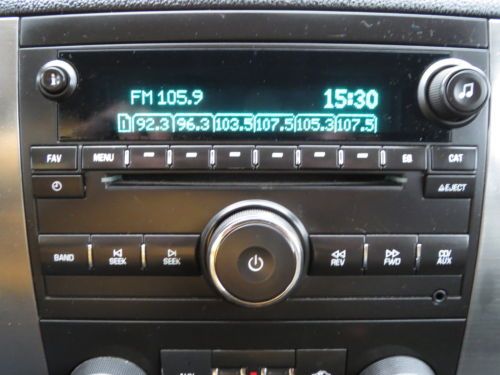 FM 105.9 15:30
1 92.3 96.3 103.5 107.5 105.3 107.5
FAV MENU EQ CAT
EJECT
BAND SEEK SEEK REV FWD CD/
AUX